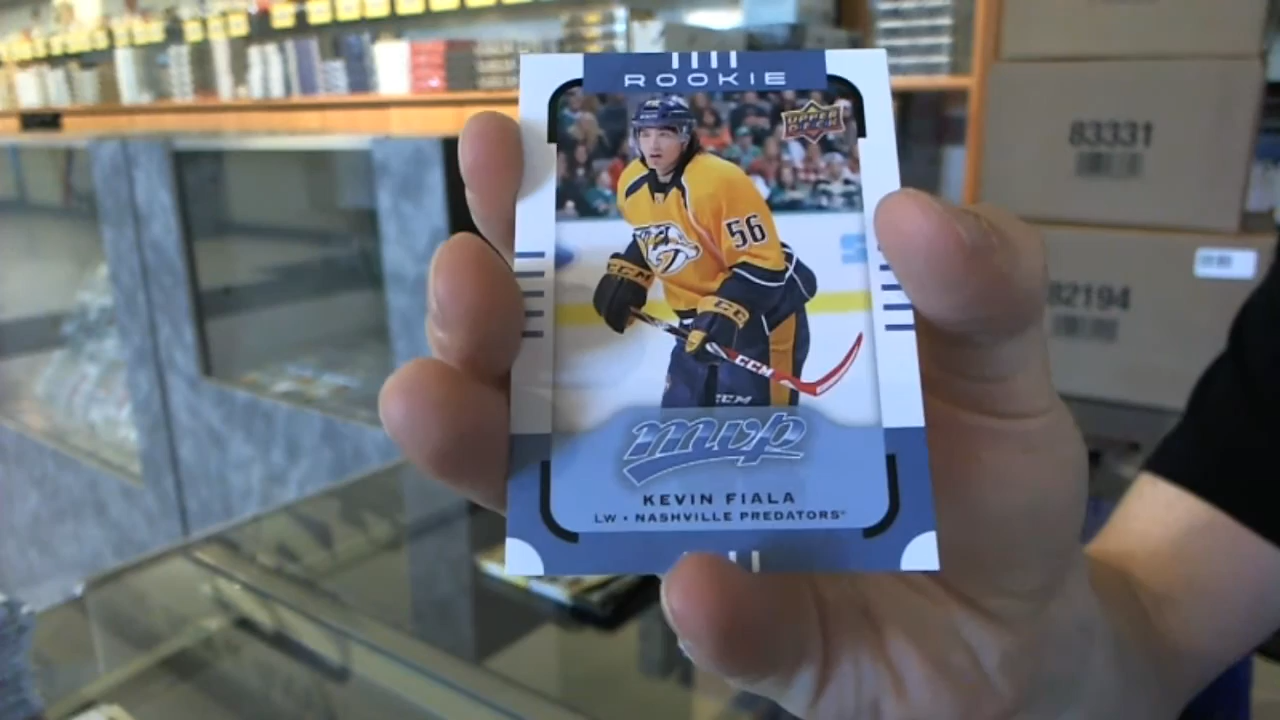 ROOKIE
UPPER
DECK
56
CCM
CCM
CCM
mvp
KEVIN FIALA
LW • NASHVILLE PREDATORS
83331
82194